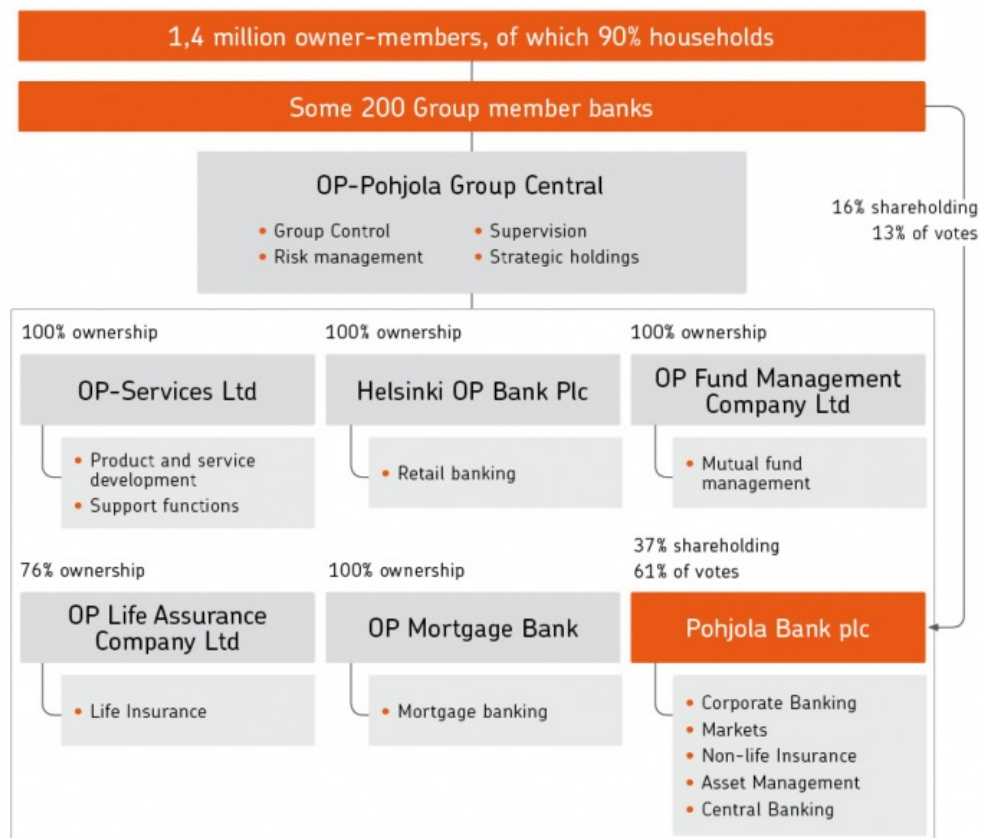 1,4 million owner-members, of which 90% households
Some 200 Group member banks
OP-Pohjola Group Central
• Group Control
• Risk management
• Supervision
• Strategic holdings
16% shareholding
13% of votes
100% ownership
OP-Services Ltd
• Product and service
development
• Support functions
100% ownership
Helsinki OP Bank Plc
• Retail banking
100% ownership
OP Fund Management
Company Ltd
• Mutual fund
management
76% ownership
OP Life Assurance
Company Ltd
• Life Insurance
100% ownership
OP Mortgage Bank
• Mortgage banking
37% shareholding
61% of votes
Pohjola Bank plc
• Corporate Banking
• Markets
• Non-life Insurance
• Asset Management
• Central Banking